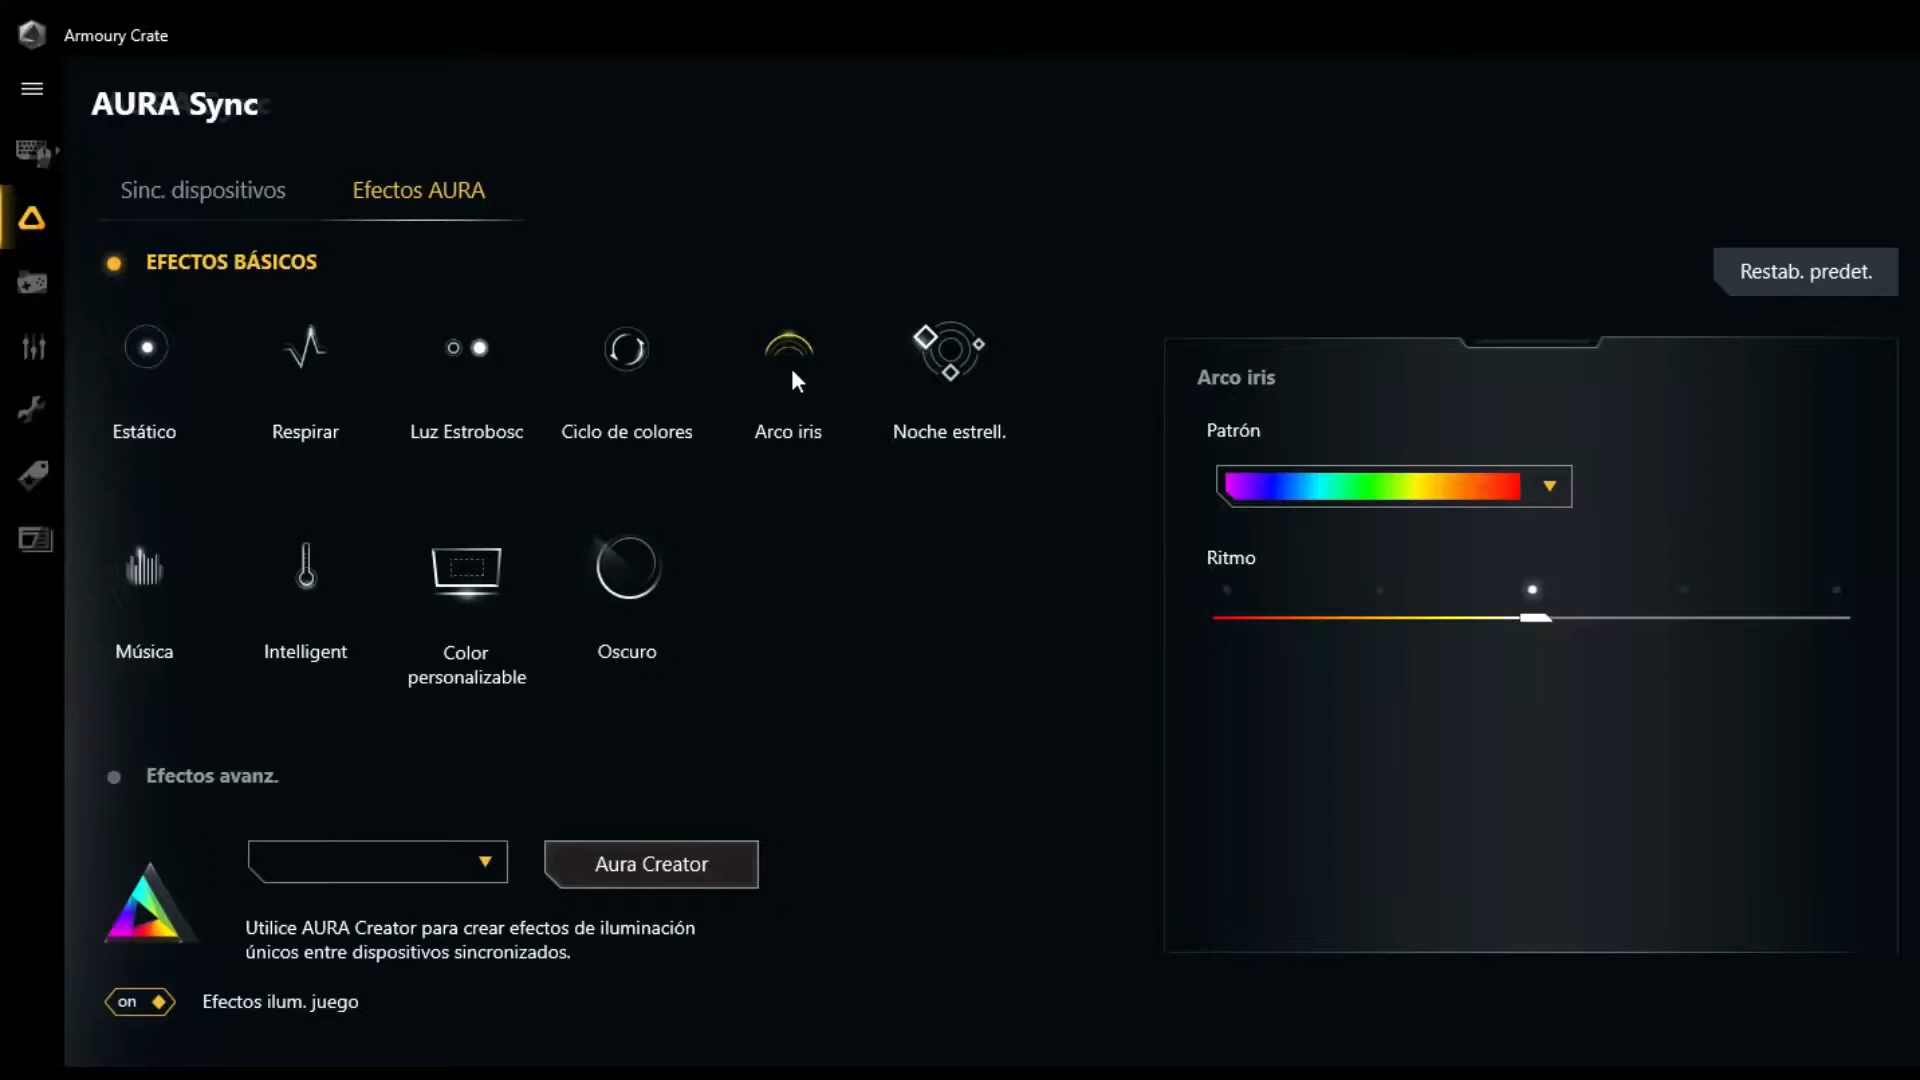 Armoury Crate
AURA Sync
Sinc. dispositivos
Efectos AURA
EFECTOS BÁSICOS
Restab. predet.
Estático
Respirar
Luz Estrobosc
Ciclo de colores
Arco iris
Noche estrell.
Música
Intelligent
Color
personalizable
Oscuro
Arco iris
Patrón
Ritmo
Efectos avanz.
Aura Creator
Utilice AURA Creator para crear efectos de iluminación
únicos entre dispositivos sincronizados.
on
Efectos ilum. juego